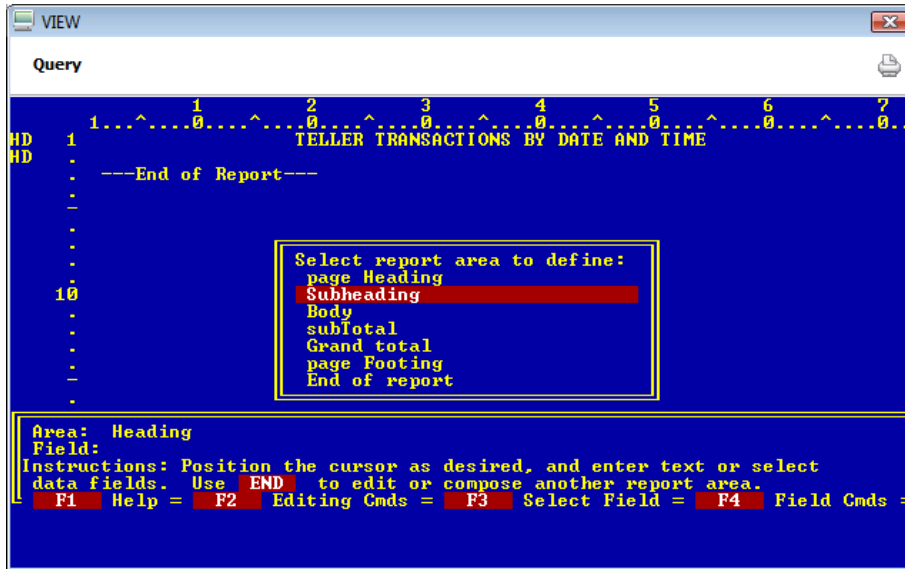 VIEW
Query
1 2 3 4 5 6 7
1...^....0....^....0....^....0....^....0....^....0....^....0....^....0..
HD 1 TELLER TRANSACTIONS BY DATE AND TIME
HD .
. ---End of Report---
.
–
.
.
.
.
10
.
.
.
.
–
.
Select report area to define:
page Heading
Subheading
Body
subTotal
Grand total
page Footing
End of report
Area: Heading
Field:
Instructions: Position the cursor as desired, and enter text or select
data fields. Use END to edit or compose another report area.
F1 Help = F2 Editing Cmds = F3 Select Field = F4 Field Cmds =